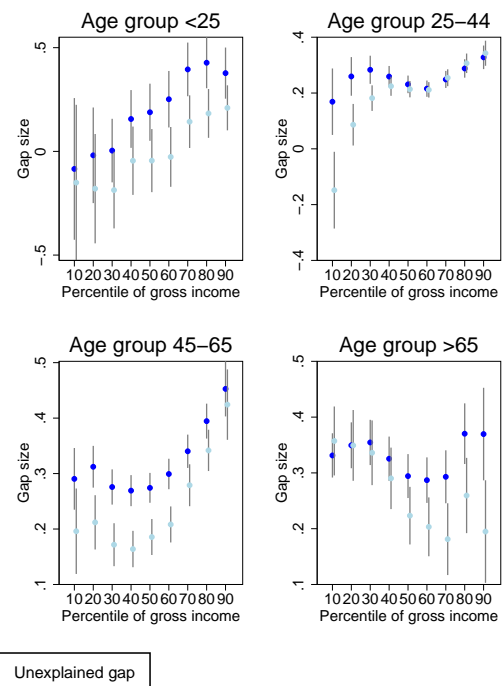 Age group <25
.5
0
−.5
Gap size
10 20 30 40 50 60 70 80 90
Percentile of gross income
Age group 25−44
.4
.2
0
−.2
−.4
Gap size
10 20 30 40 50 60 70 80 90
Percentile of gross income
Age group 45−65
.5
.4
.3
.2
.1
Gap size
10 20 30 40 50 60 70 80 90
Percentile of gross income
Age group >65
.5
.4
.3
.2
.1
Gap size
10 20 30 40 50 60 70 80 90
Percentile of gross income
Unexplained gap